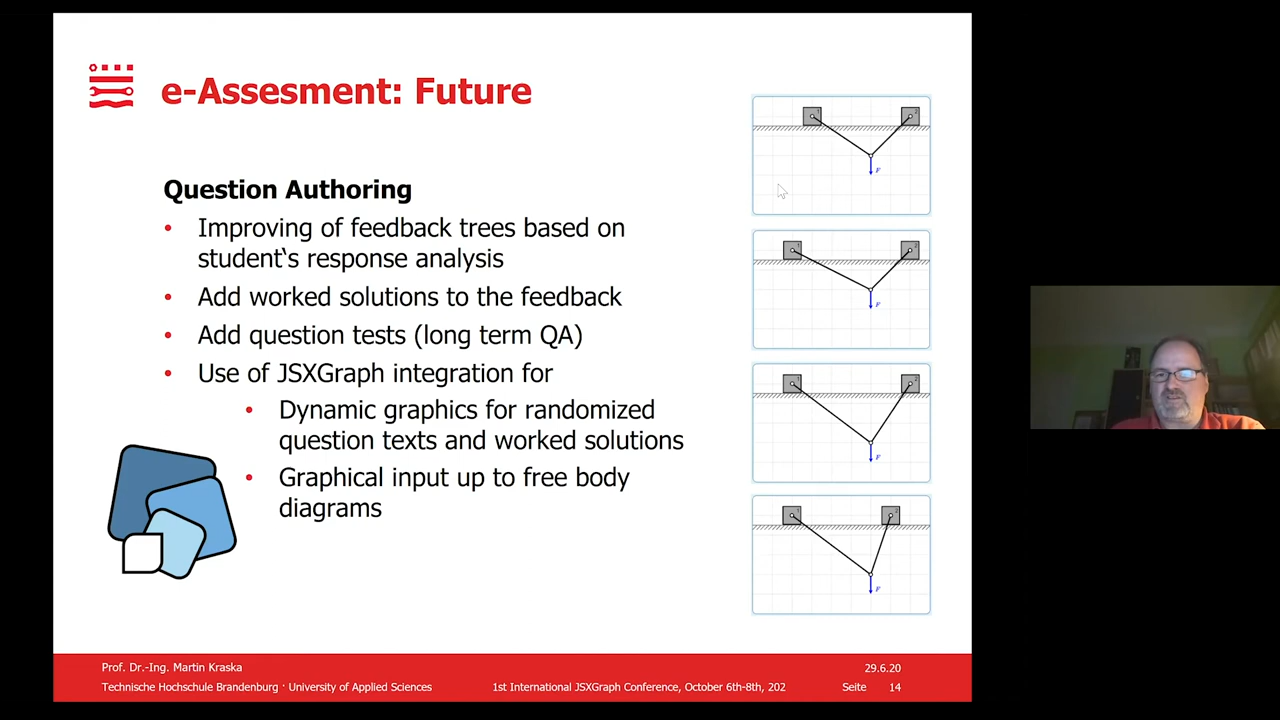 e-Assesment: Future
Question Authoring
• Improving of feedback trees based on
student‘s response analysis
• Add worked solutions to the feedback
• Add question tests (long term QA)
• Use of JSXGraph integration for
• Dynamic graphics for randomized
question texts and worked solutions
• Graphical input up to free body
diagrams
F
F
F
F
Prof. Dr.-Ing. Martin Kraska
29.6.20
Technische Hochschule Brandenburg · University of Applied Sciences
1st International JSXGraph Conference, October 6th-8th, 202
Seite 14